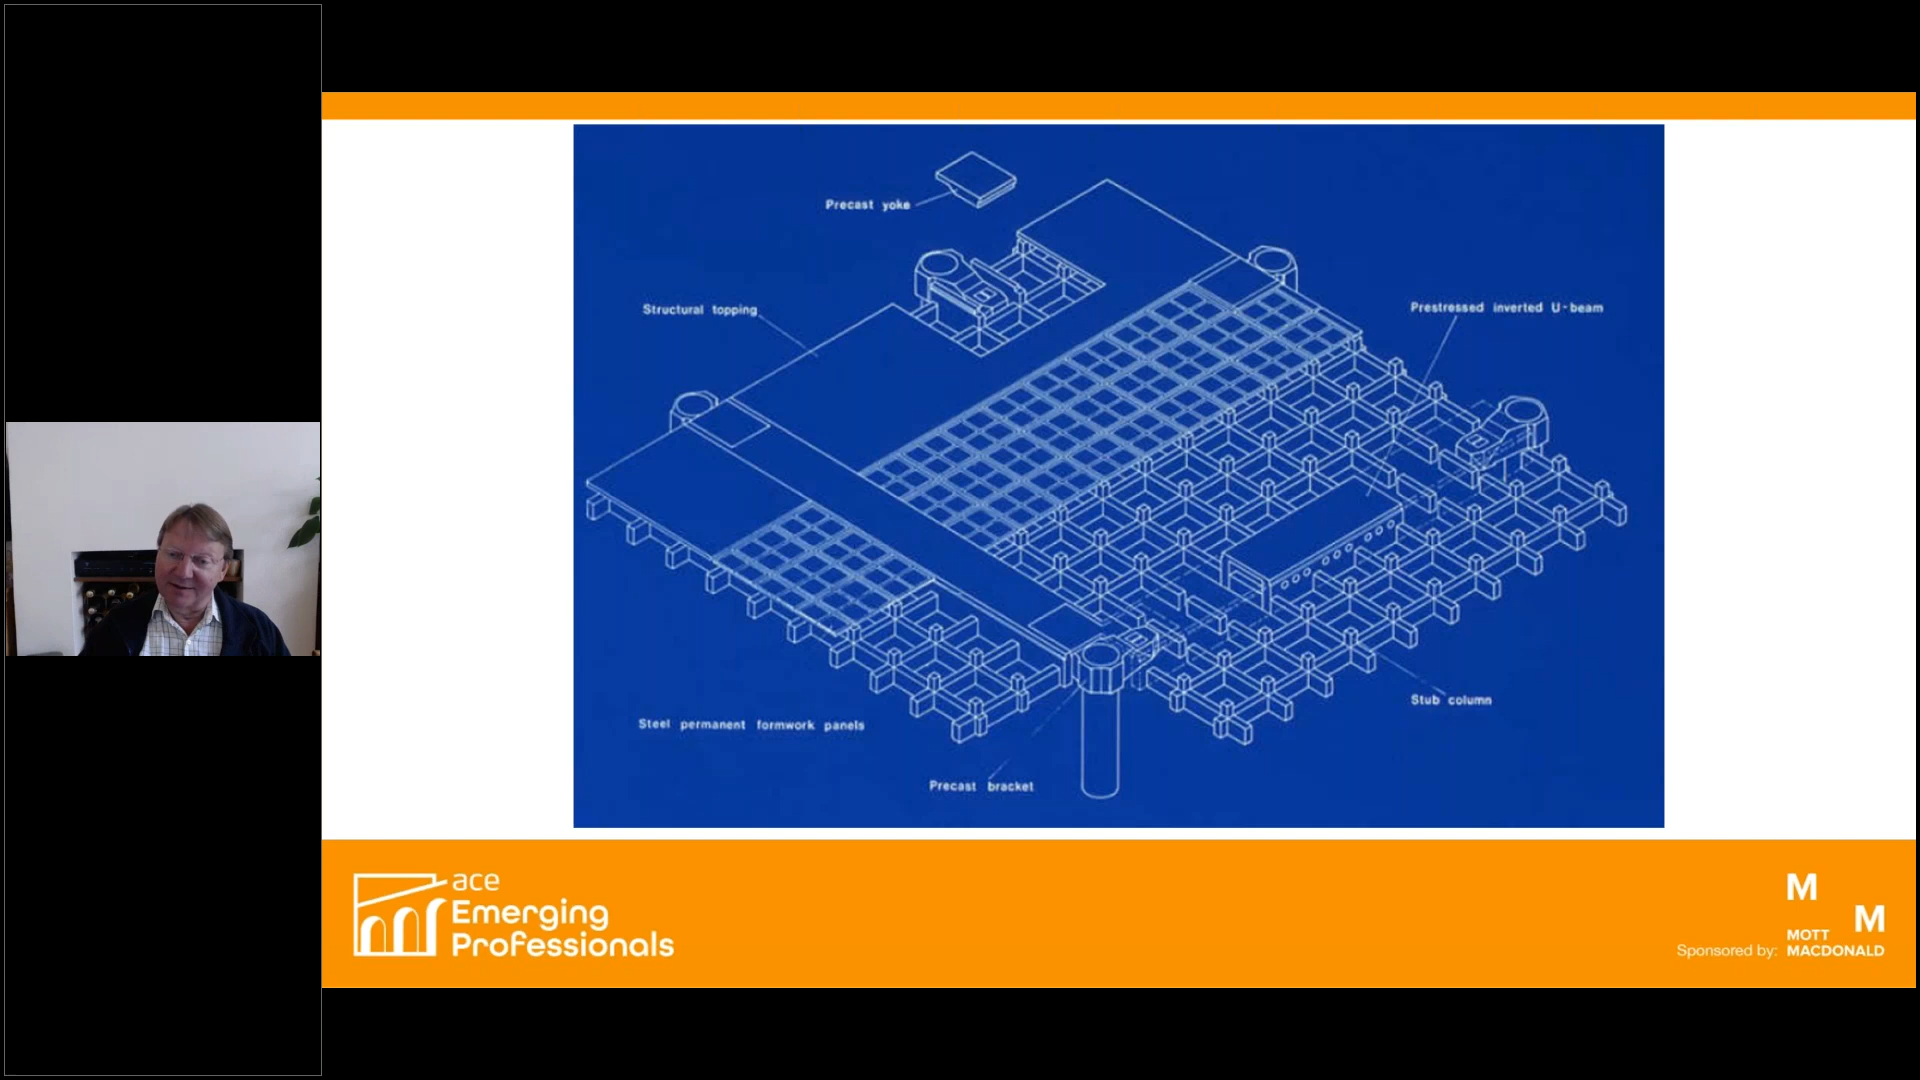 Precast yoke
Structural topping
Prestressed inverted U-beam
Stub column
Steel permanent formwork panels
Precast bracket
ace
Emerging
Professionals
M
M
Sponsored by: MOTT
MACDONALD